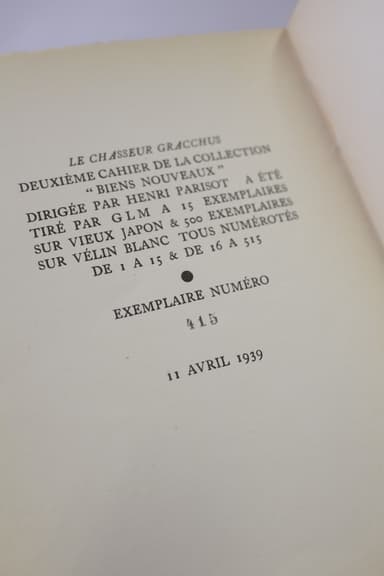 LE CHASSEUR GRACCHUS
DEUXIÈME CAHIER DE LA COLLECTION
" BIENS NOUVEAUX "
DIRIGÉE PAR HENRI PARISOT A ÉTÉ
TIRÉ PAR GLM A 15 EXEMPLAIRES
SUR VIEUX JAPON & 500 EXEMPLAIRES
SUR VÉLIN BLANC TOUS NUMÉROTÉS
DE 1 A 15 & DE 16 A 515
●
EXEMPLAIRE NUMÉRO
415
11 AVRIL 1939